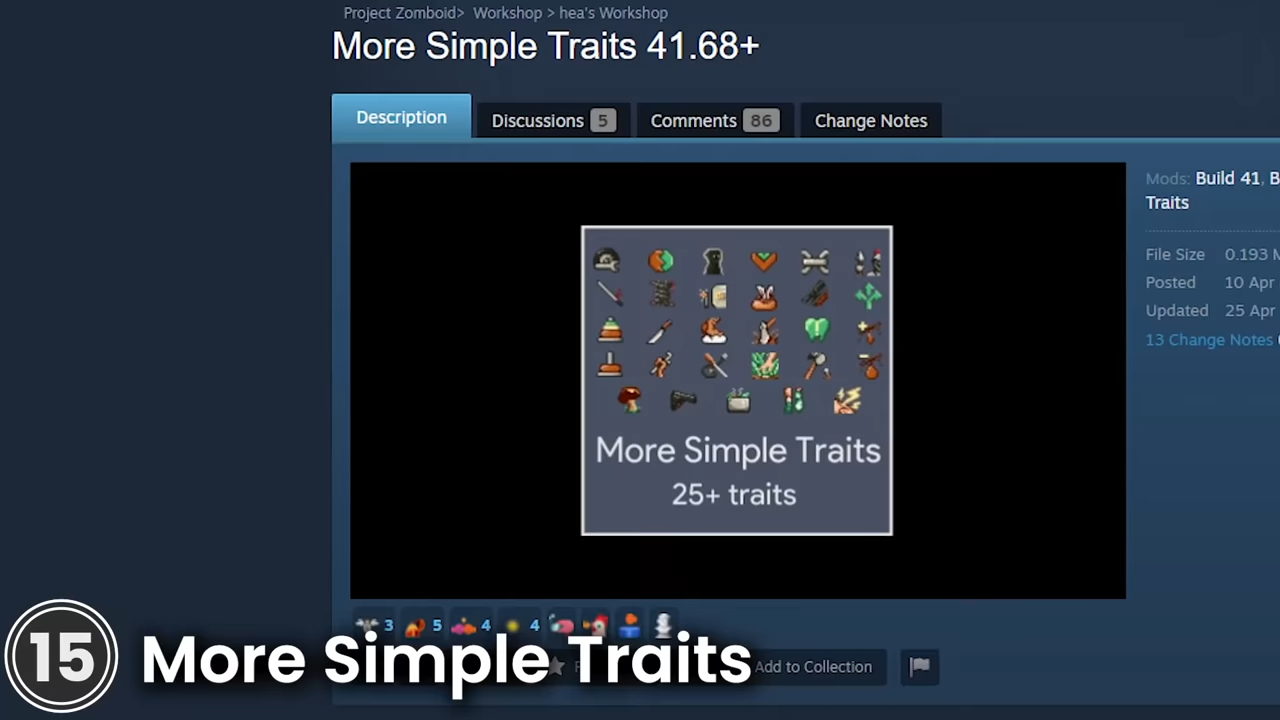 Project Zomboid> Workshop > hea's Workshop
More Simple Traits 41.68+
Description
Discussions 5
Comments 86
Change Notes
Mods: Build 41,
Traits
File Size 0.193
Posted 10 Apr
Updated 25 Apr
13 Change Notes
More Simple Traits
25+ traits
3 5 4 4
Add to Collection
15 More Simple Traits